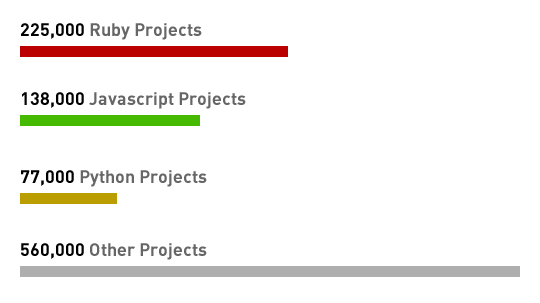 225,000 Ruby Projects
138,000 Javascript Projects
77,000 Python Projects
560,000 Other Projects